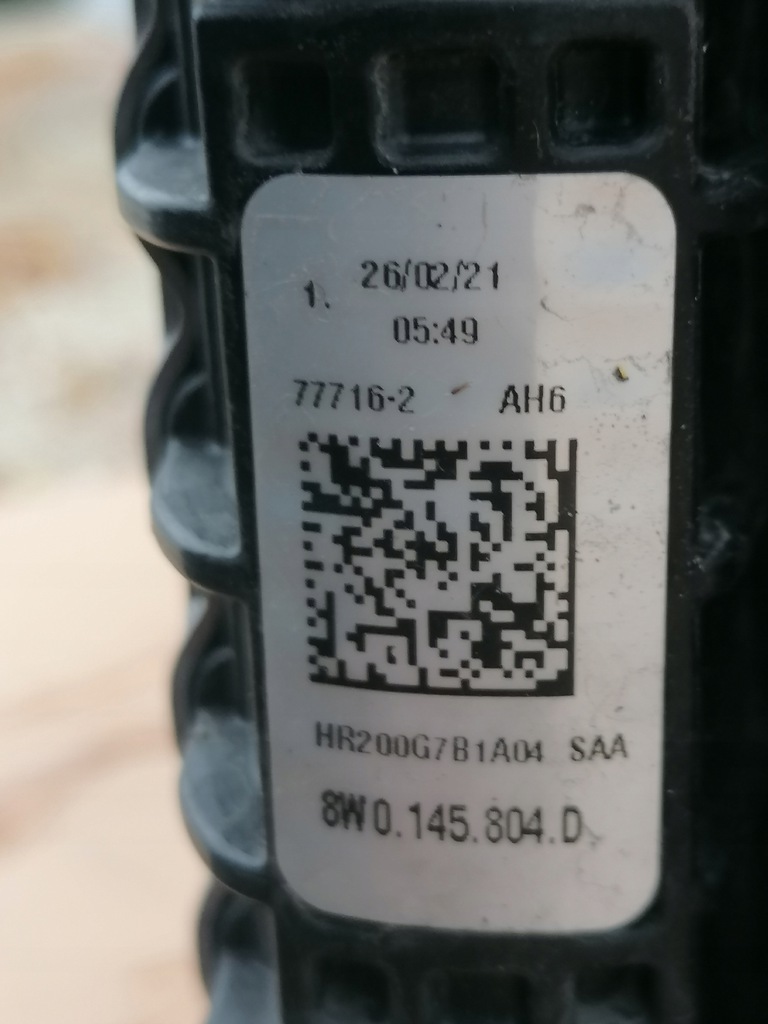 1. 26/02/21
05:49
77716-2 AH6
HR200G7B1A04 SAA
8W0.145.804.D